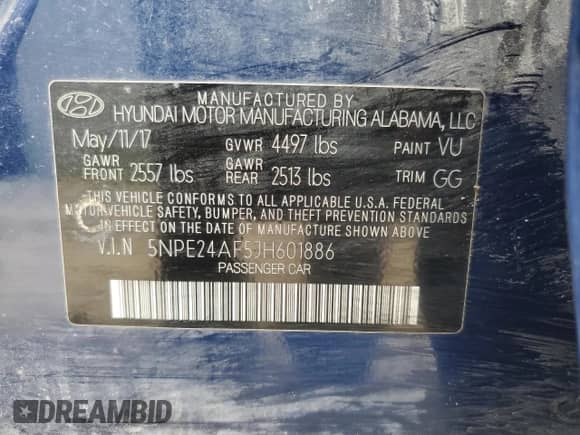 MANUFACTURED BY
HYUNDAI MOTOR MANUFACTURING ALABAMA, LLC
May/11/17 GVWR 4497 lbs PAINT VU
GAWR FRONT 2557 lbs GAWR REAR 2513 lbs TRIM GG
THIS VEHICLE CONFORMS TO ALL APPLICABLE U.S.A. FEDERAL
MOTOR VEHICLE SAFETY, BUMPER, AND THEFT PREVENTION STANDARDS
IN EFFECT ON THE DATE OF MANUFACTURE SHOWN ABOVE.
V.I.N 5NPE24AF5JH601886
PASSENGER CAR
DREAMBID